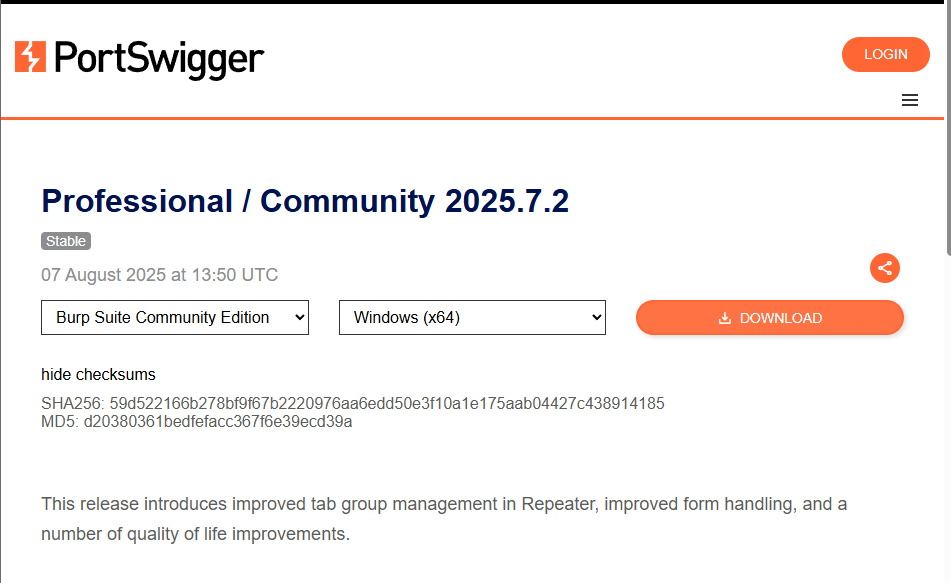 PortSwigger
LOGIN
Professional / Community 2025.7.2
Stable
07 August 2025 at 13:50 UTC
Burp Suite Community Edition
Windows (x64)
DOWNLOAD
hide checksums
SHA256: 59d522166b278bf9f67b2220976aa6edd50e3f10a1e175aab04427c438914185
MD5: d20380361bedfefacc367f6e39ecd39a
This release introduces improved tab group management in Repeater, improved form handling, and a
number of quality of life improvements.